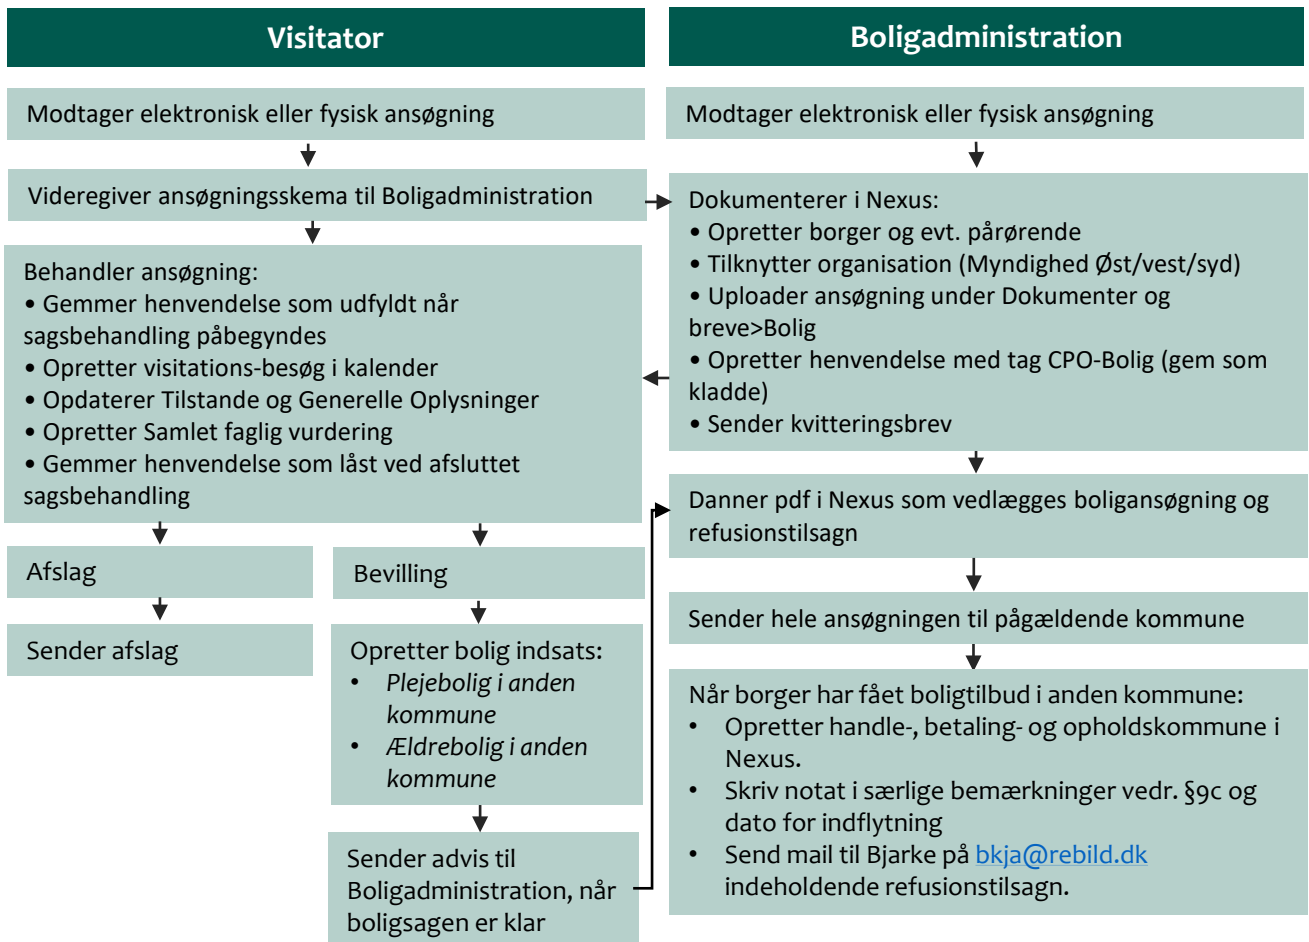 Visitator
Modtager elektronisk eller fysisk ansøgning
Videregiver ansøgningsskema til Boligadministration
Behandler ansøgning:
• Gemmer henvendelse som udfyldt når
sagsbehandling påbegyndes
• Opretter visitations-besøg i kalender
• Opdaterer Tilstande og Generelle Oplysninger
• Opretter Samlet faglig vurdering
• Gemmer henvendelse som låst ved afsluttet
sagsbehandling
Afslag
Sender afslag
Bevilling
Opretter bolig indsats:
• Plejebolig i anden
kommune
• Ældrebolig i anden
kommune
Sender advis til
Boligadministration, når
boligsagen er klar
Boligadministration
Modtager elektronisk eller fysisk ansøgning
Dokumenterer i Nexus:
• Opretter borger og evt. pårørende
• Tilknytter organisation (Myndighed Øst/vest/syd)
• Uploader ansøgning under Dokumenter og
breve>Bolig
• Opretter henvendelse med tag CPO-Bolig (gem som
kladde)
• Sender kvitteringsbrev
Danner pdf i Nexus som vedlægges boligansøgning og
refusionstilsagn
Sender hele ansøgningen til pågældende kommune
Når borger har fået boligtilbud i anden kommune:
• Opretter handle-, betaling- og opholdskommune i
Nexus.
• Skriv notat i særlige bemærkninger vedr. §9c og
dato for indflytning
• Send mail til Bjarke på bkja@rebild.dk
indeholdende refusionstilsagn.